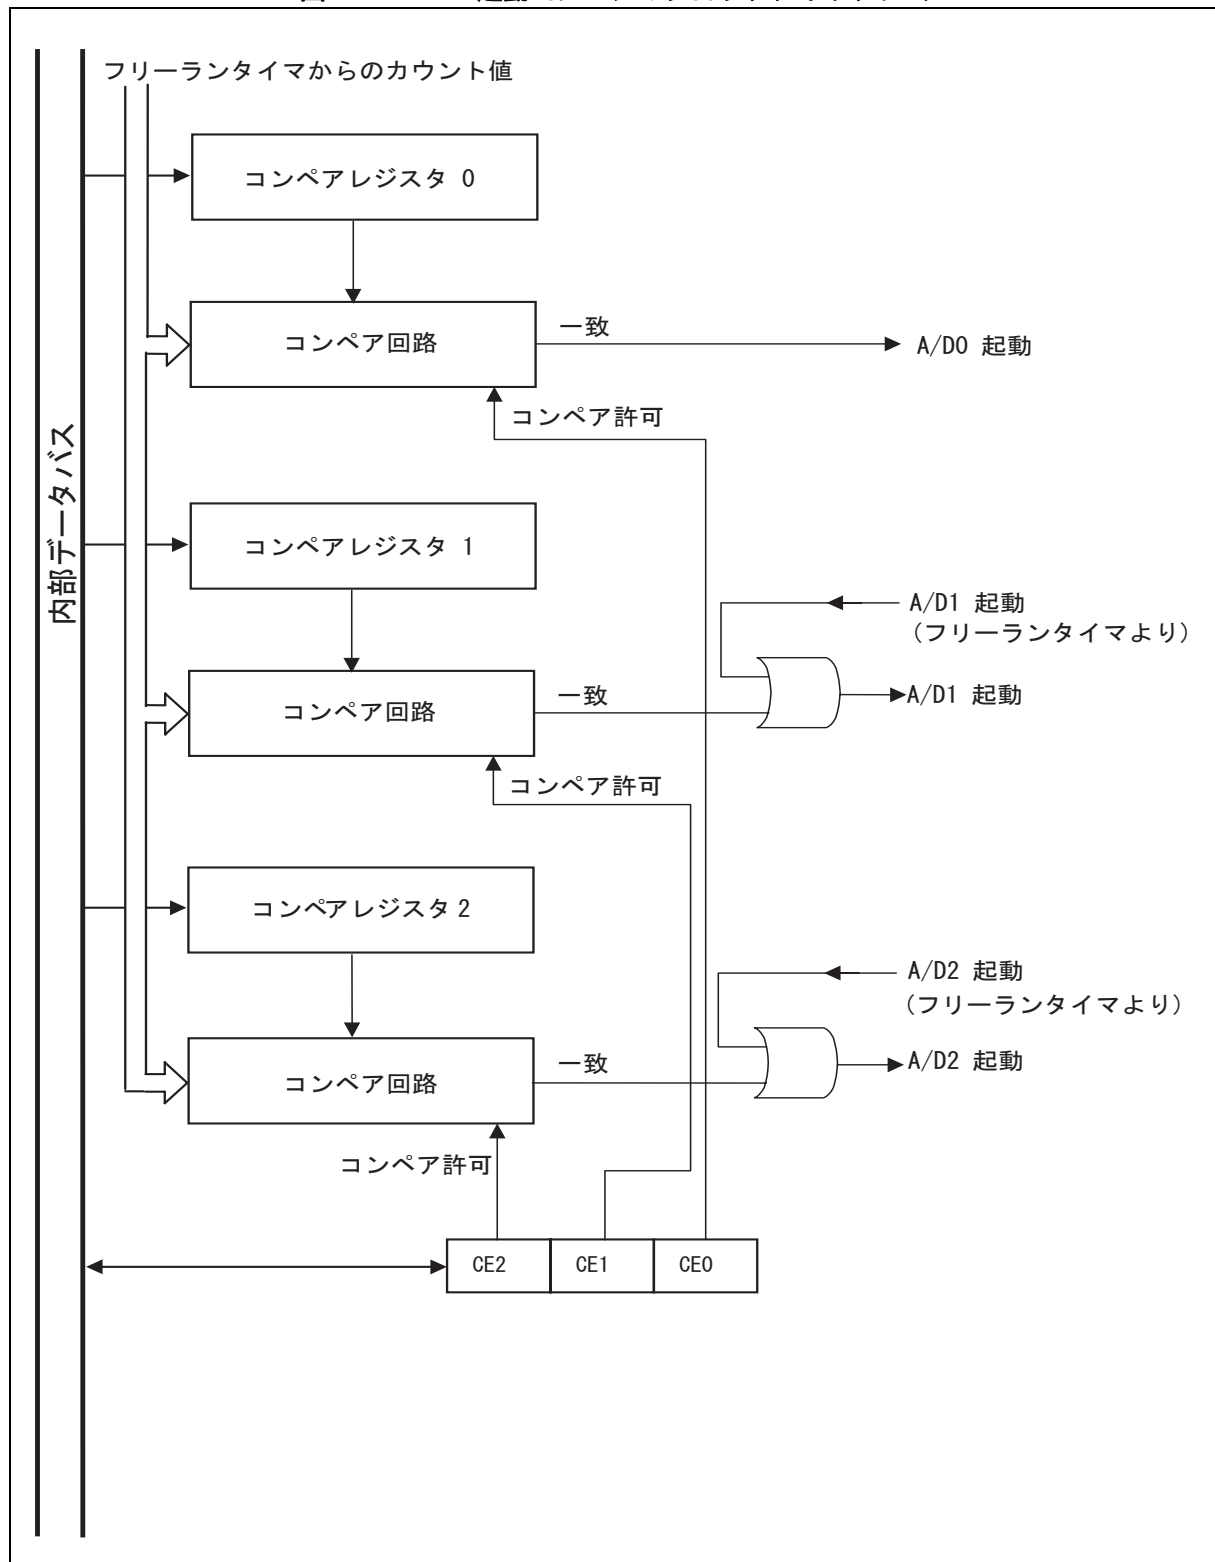 フリーランタイマからのカウント値
コンペアレジスタ 0
コンペア回路
一致
A/D0 起動
コンペア許可
内部データバス
コンペアレジスタ 1
A/D1 起動
(フリーランタイマより)
コンペア回路
一致
A/D1 起動
コンペア許可
コンペアレジスタ 2
A/D2 起動
(フリーランタイマより)
コンペア回路
一致
A/D2 起動
コンペア許可
CE2
CE1
CE0